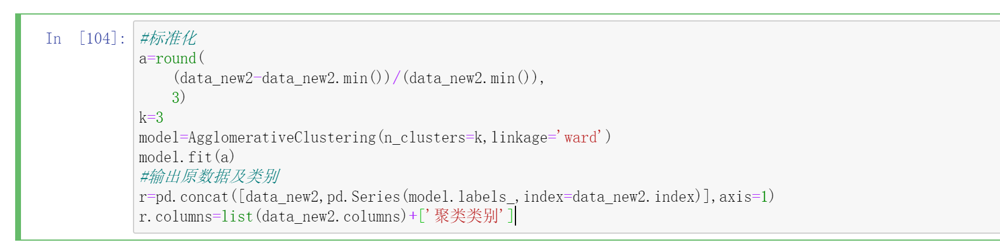 In [104]: #标准化
a=round(
    (data_new2-data_new2.min())/(data_new2.min()),
    3)
k=3
model=AgglomerativeClustering(n_clusters=k,linkage='ward')
model.fit(a)
#输出原数据及类别
r=pd.concat([data_new2,pd.Series(model.labels_,index=data_new2.index)],axis=1)
r.columns=list(data_new2.columns)+['聚类类别']